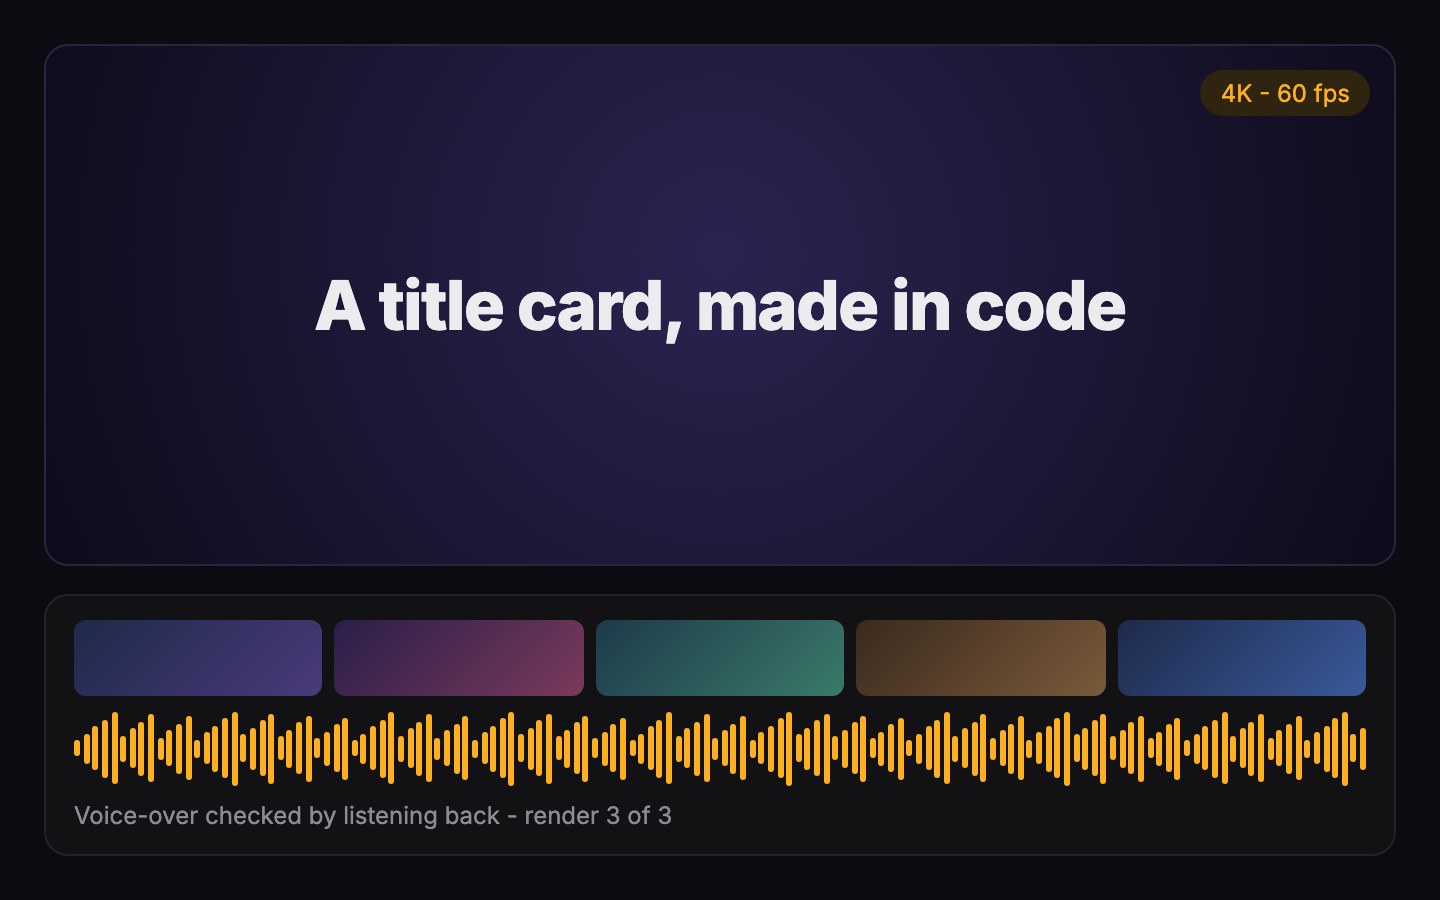 4K - 60 fps
A title card, made in code
Voice-over checked by listening back - render 3 of 3